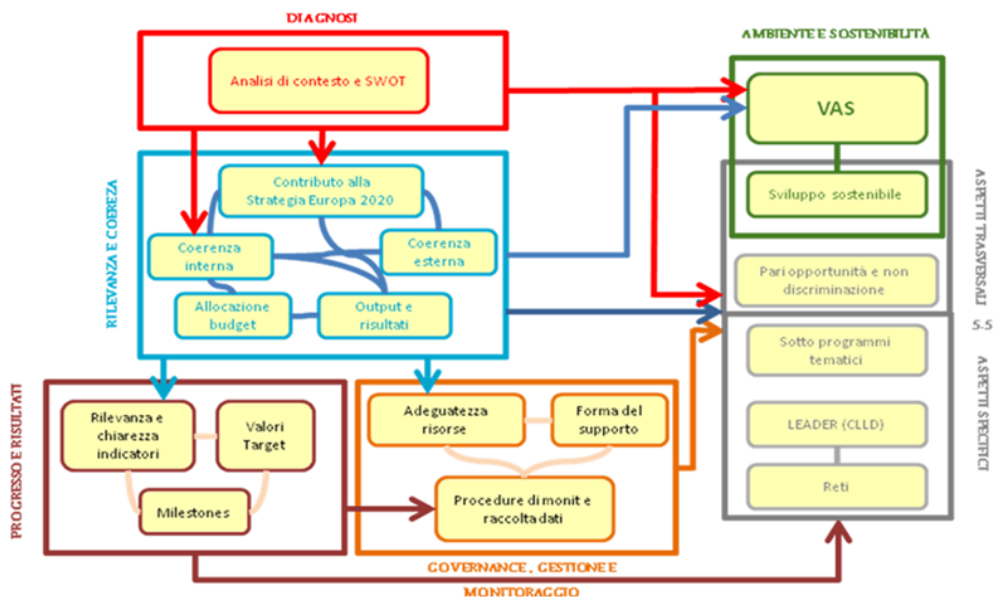 DIAGNOSI
Analisi di contesto e SWOT
AMBIENTE E SOSTENIBILITÀ
VAS
Sviluppo sostenibile
RILEVANZA E COEREZA
Contributo alla
Strategia Europa 2020
Coerenza
interna
Coerenza
esterna
Allocazione
budget
Output e
risultati
ASPETTI TRASVERSALI
Pari opportunità e non
discriminazione
5.5
ASPETTI SPECIFICI
Sotto programmi
tematici
LEADER (CLLD)
Reti
PROGRESSO E RISULTATI
Rilevanza e
chiarezza
indicatori
Valori
Target
Milestones
Adeguatezza
risorse
Forma del
supporto
Procedure di monit e
raccolta dati
GOVERNANCE, GESTIONE E
MONITORAGGIO